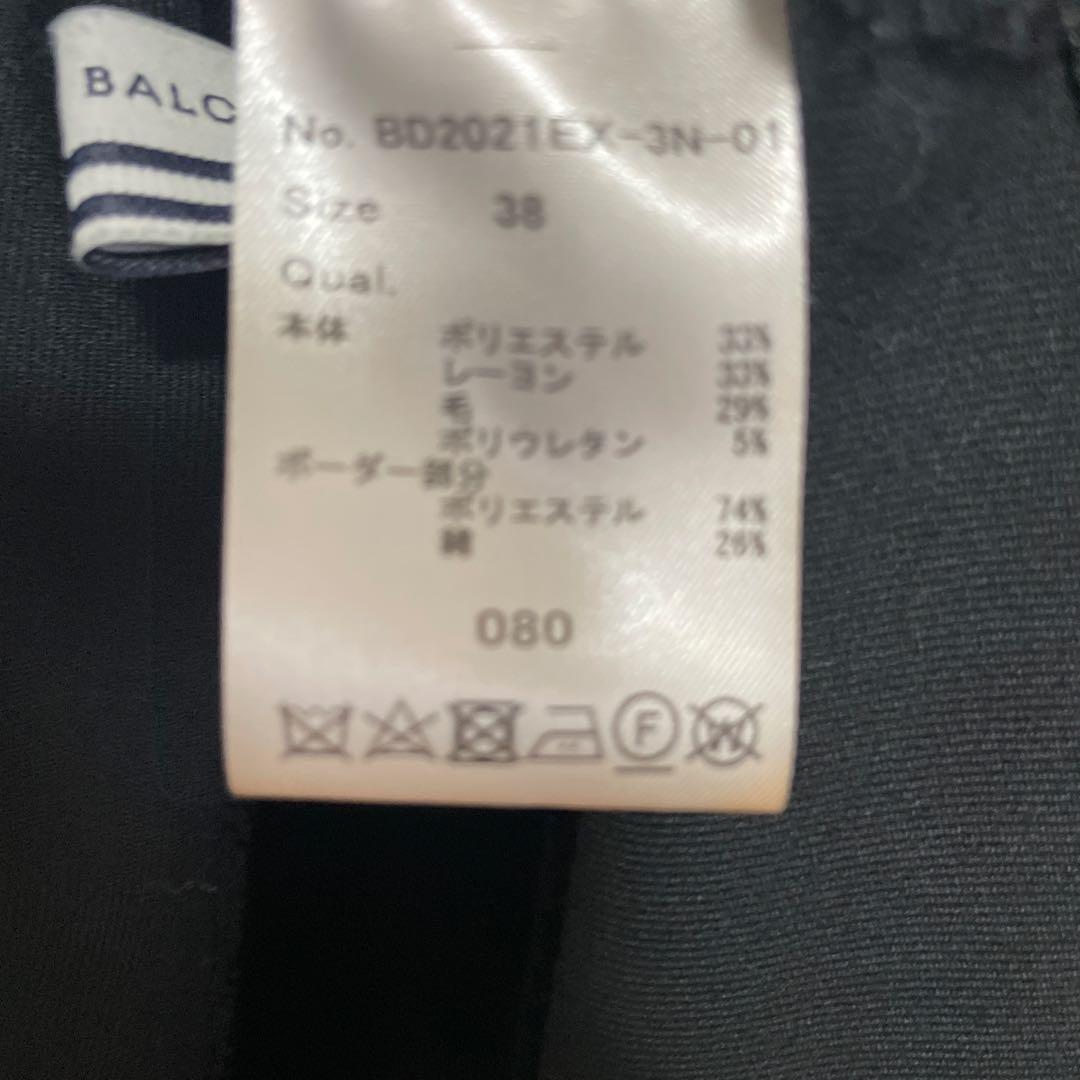 BALC
No. BD2021EX-3N-01
Size 38
Qual.
本体 ポリエステル 33%
レーヨン 33%
毛 29%
ポリウレタン 5%
ボーダー部分
ポリエステル 74%
綿 26%
080
F W